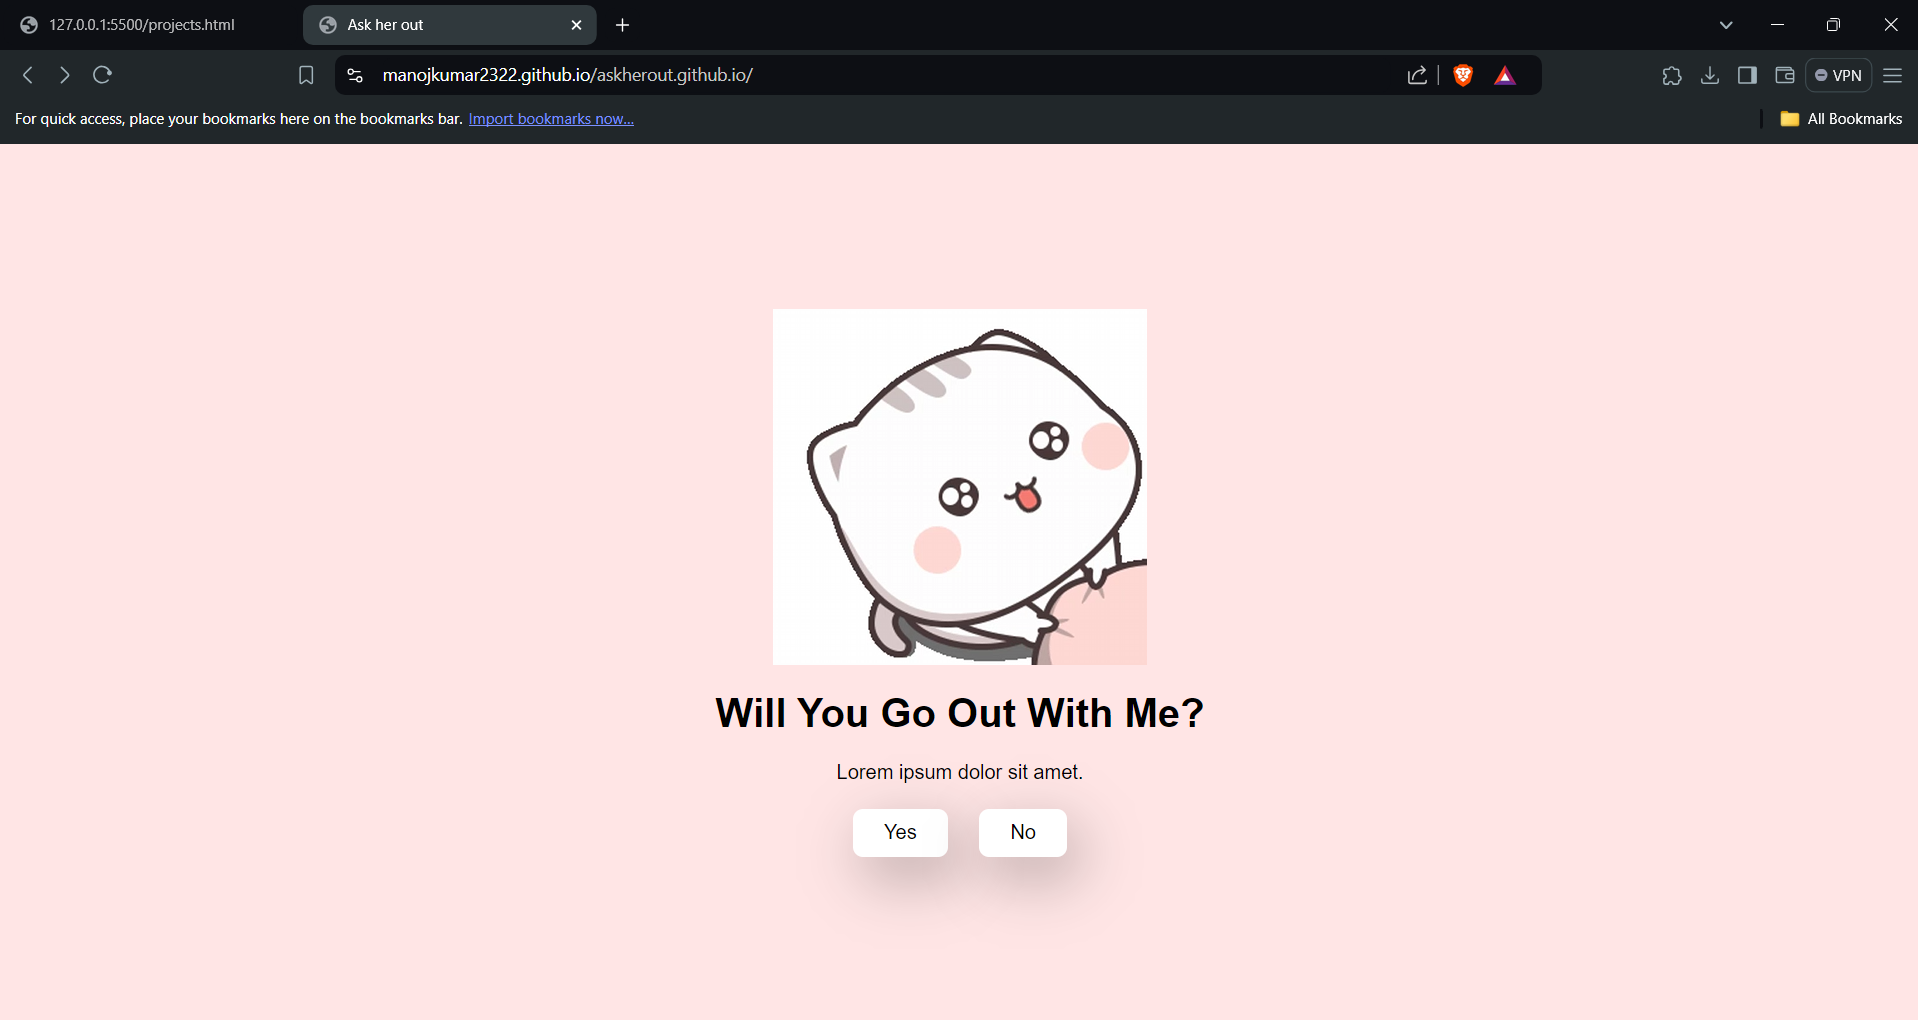 127.0.0.1:5500/projects.html
Ask her out
manojkumar2322.github.io/askherout.github.io/
VPN
For quick access, place your bookmarks here on the bookmarks bar. Import bookmarks now...
All Bookmarks
Will You Go Out With Me?
Lorem ipsum dolor sit amet.
Yes
No